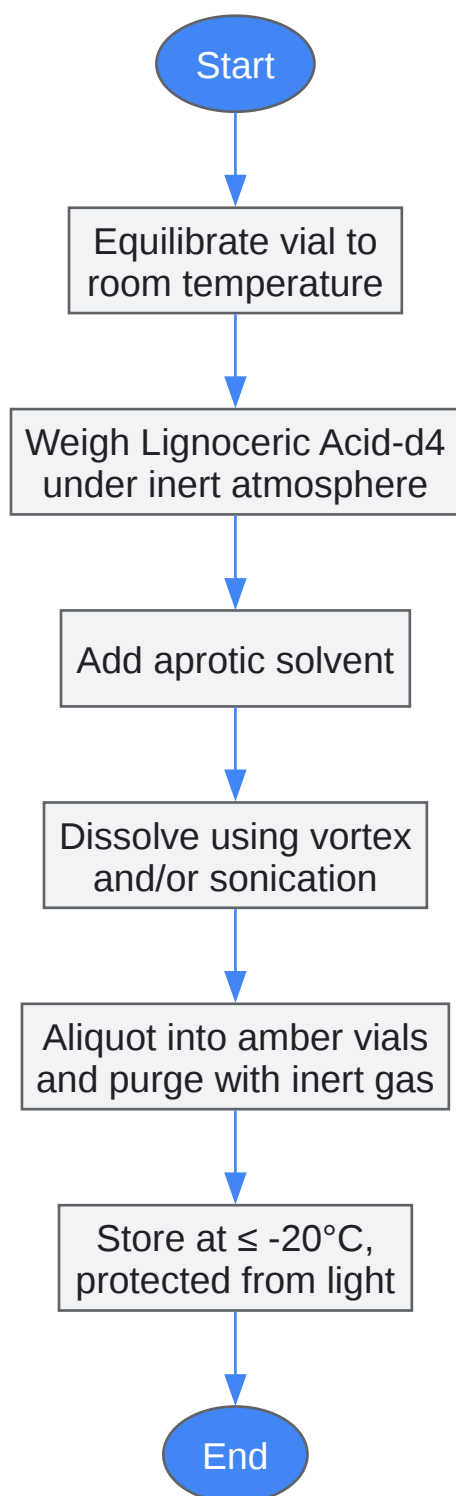 Start
Equilibrate vial to
room temperature
Weigh Lignoceric Acid-d4
under inert atmosphere
Add aprotic solvent
Dissolve using vortex
and/or sonication
Aliquot into amber vials
and purge with inert gas
Store at ≤ -20°C,
protected from light
End